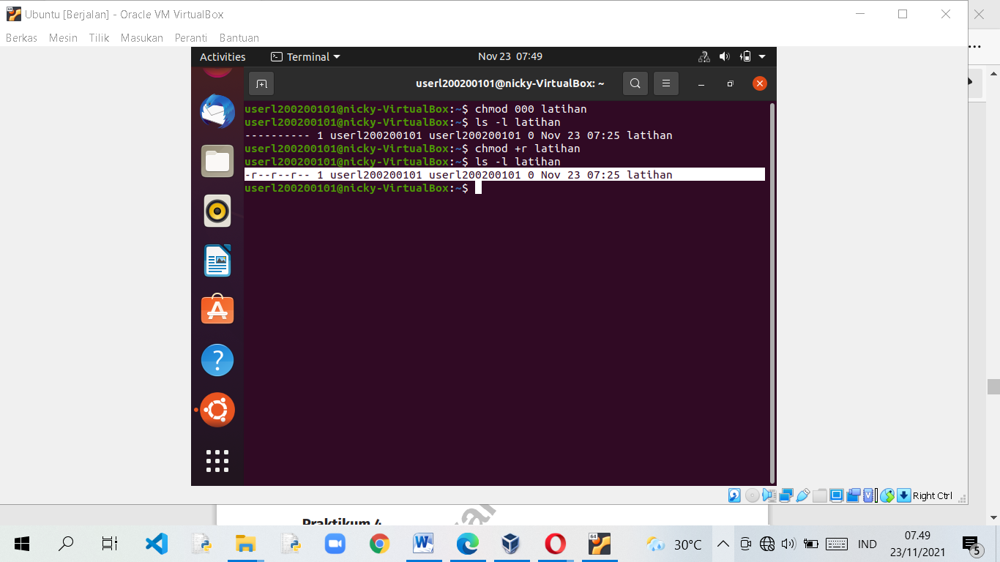 Ubuntu [Berjalan] - Oracle VM VirtualBox
Berkas Mesin Tilik Masukan Peranti Bantuan
Activities Terminal Nov 23 07:49
userl200200101@nicky-VirtualBox: ~
userl200200101@nicky-VirtualBox:~$ chmod 000 latihan
userl200200101@nicky-VirtualBox:~$ ls -l latihan
---------- 1 userl200200101 userl200200101 0 Nov 23 07:25 latihan
userl200200101@nicky-VirtualBox:~$ chmod +r latihan
userl200200101@nicky-VirtualBox:~$ ls -l latihan
-r--r--r-- 1 userl200200101 userl200200101 0 Nov 23 07:25 latihan
userl200200101@nicky-VirtualBox:~$
Right Ctrl
Praktikum 4
30°C IND 07.49
23/11/2021 5